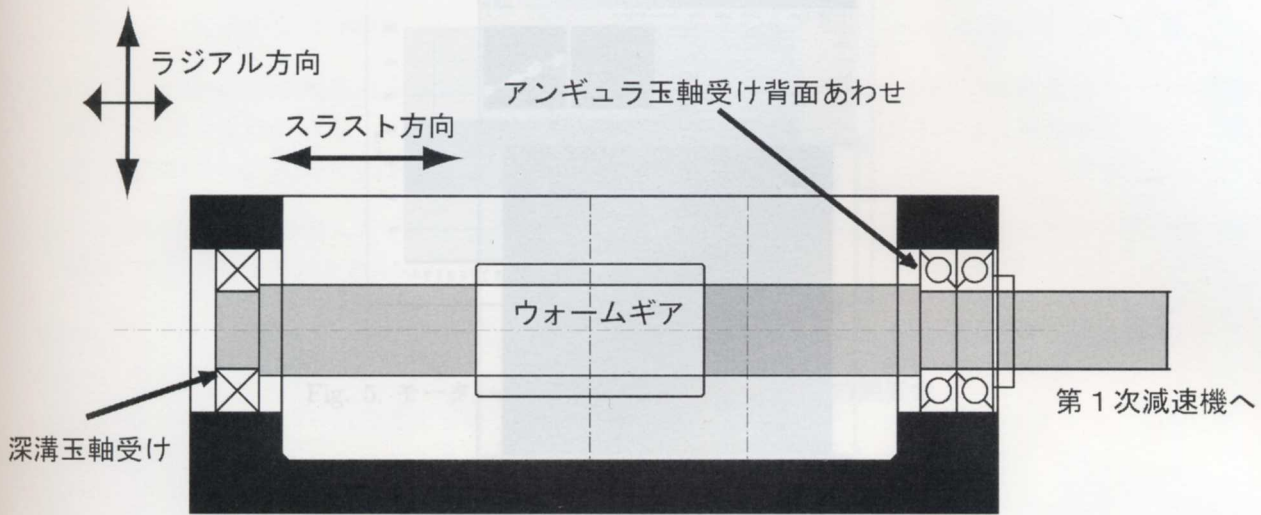 ラジアル方向
アンギュラ玉軸受け背面あわせ
スラスト方向
ウォームギア
第1次減速機へ
深溝玉軸受け